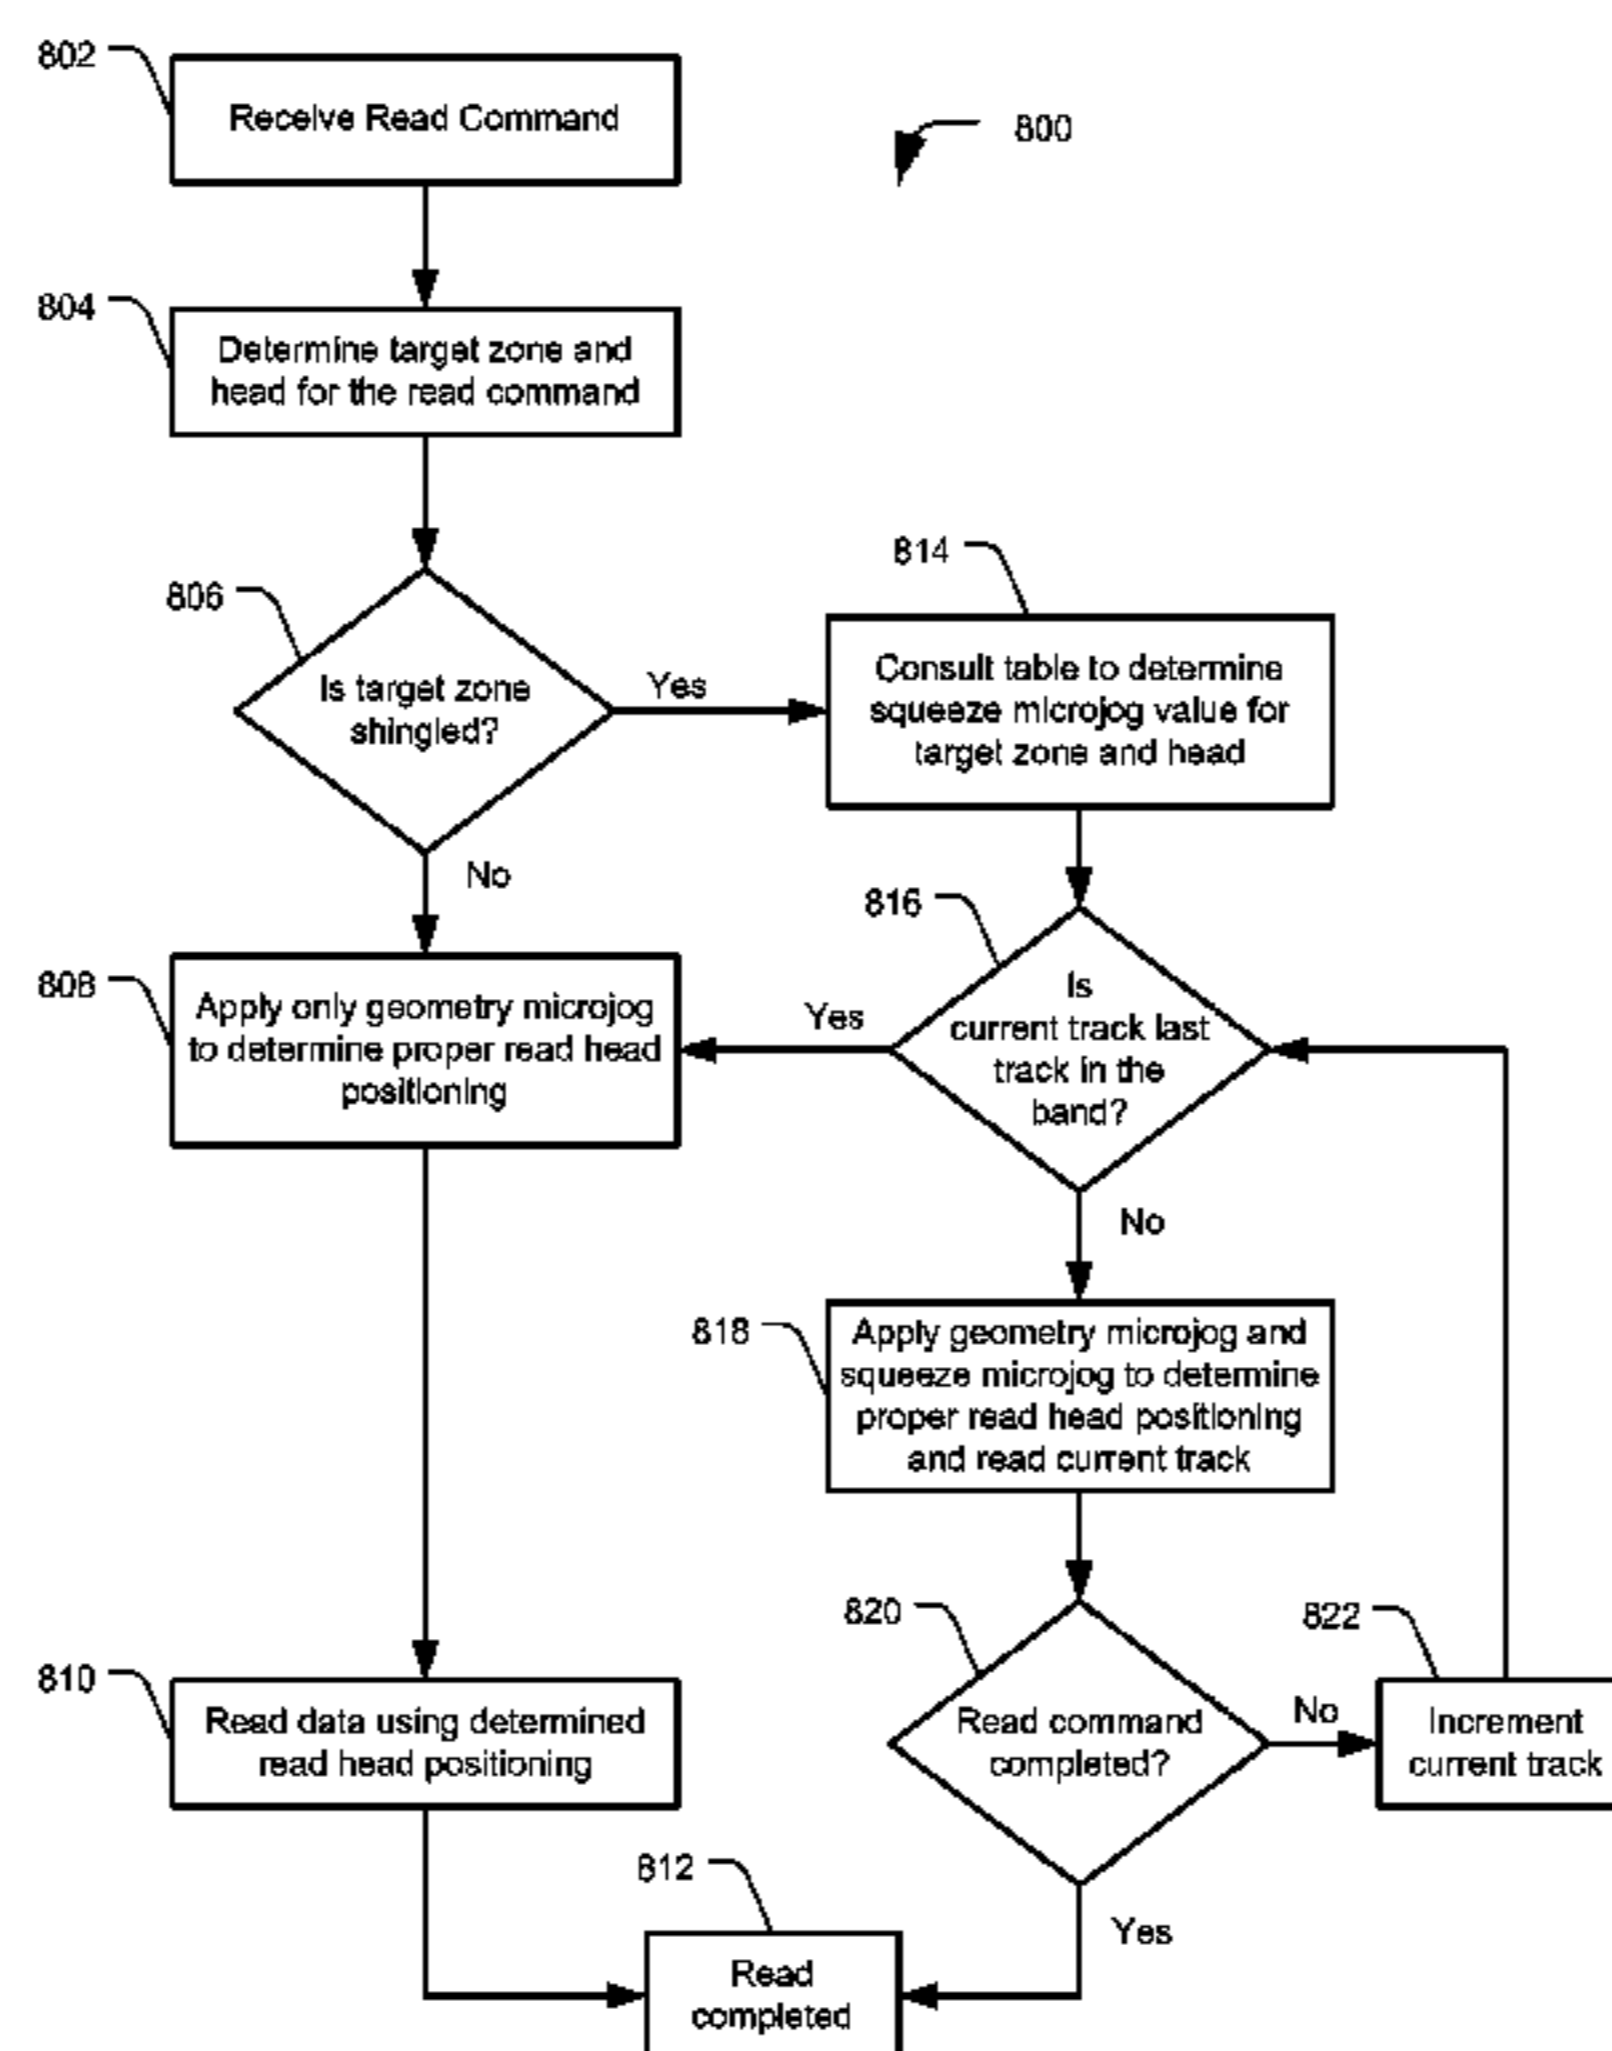 802
Receive Read Command
800
804
Determine target zone and
head for the read command
806
Is target zone
shingled?
Yes
No
814
Consult table to determine
squeeze microjog value for
target zone and head
816
Is
current track last
track in the
band?
Yes
No
808
Apply only geometry microjog
to determine proper read head
positioning
818
Apply geometry microjog and
squeeze microjog to determine
proper read head positioning
and read current track
810
Read data using determined
read head positioning
820
Read command
completed?
No
Yes
822
Increment
current track
812
Read
completed